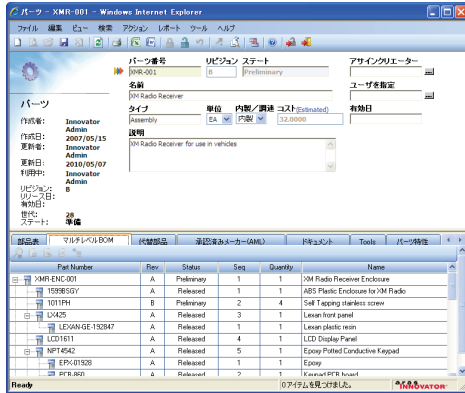 パーツ - XMR-001 - Windows Internet Explorer
ファイル 編集 ビュー 検索 アクション レポート ツール ヘルプ
パーツ番号 リビジョン ステート アサインクリエーター
XMR-001 B Preliminary
名前 ユーザを指定
XM Radio Receiver
タイプ 単位 内製/調達 コスト(Estimated) 有効日
Assembly EA 内製 32.0000
説明
XM Radio Receiver for use in vehicles
パーツ
作成者: Innovator Admin
作成日: 2007/05/15
更新者: Innovator Admin
更新日: 2010/05/07
利用中: Innovator Admin
リビジョン: B
リリース日:
有効日:
世代: 28
ステート: 準備
部品表 マルチレベルBOM 代替部品 承認済みメーカー(AML) ドキュメント Tools パーツ特性
Part Number Rev Status Seq Quantity Name
XMR-ENC-001 A Preliminary 1 1 XM Radio Receiver Enclosure
1599BSGY A Released 1 1 ABS Plastic Enclosure for XM Radio
1011PH B Preliminary 2 4 Self Tapping stainless screw
LX425 A Released 3 1 Lexan front panel
LEXAN-GE-192847 A Released 1 1 Lexan plastic resin
LCD1611 A Released 4 1 LCD Display Panel
NPT4542 A Released 5 1 Epoxy Potted Conductive Keypad
EPX-01928 A Released 1 1 Epoxy
PCB-860 A Released 2 1 Keypad PCB board
Ready 0アイテムを見つけました。 aras INNOVATOR